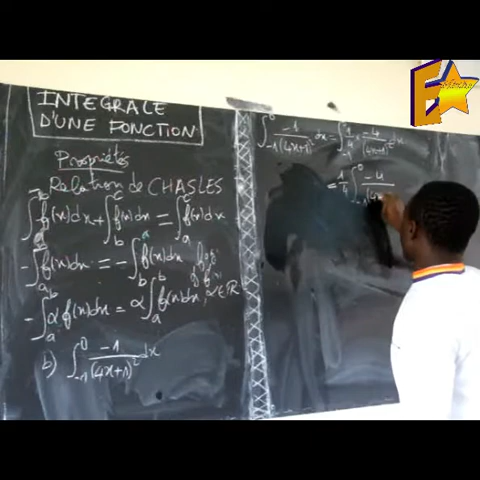 INTEGRALE
D'UNE FONCTION
Propriétés
Relation de CHASLES
∫_a^b f(x)dx + ∫_b^c f(x)dx = ∫_a^c f(x)dx
- ∫_a^b f(x)dx = - ∫_b^a f(x)dx
- ∫_a^b α f(x)dx = α ∫_a^b f(x)dx, α∈ℝ
b) ∫_{-1}^0 -1/(4x+1)² dx
∫_{-1}^0 -1/(4x+1)² dx = ∫_{-1}^0 1/4 × -4/(4x+1)² dx
= 1/4 ∫_{-1}^0 -4/(4x
E